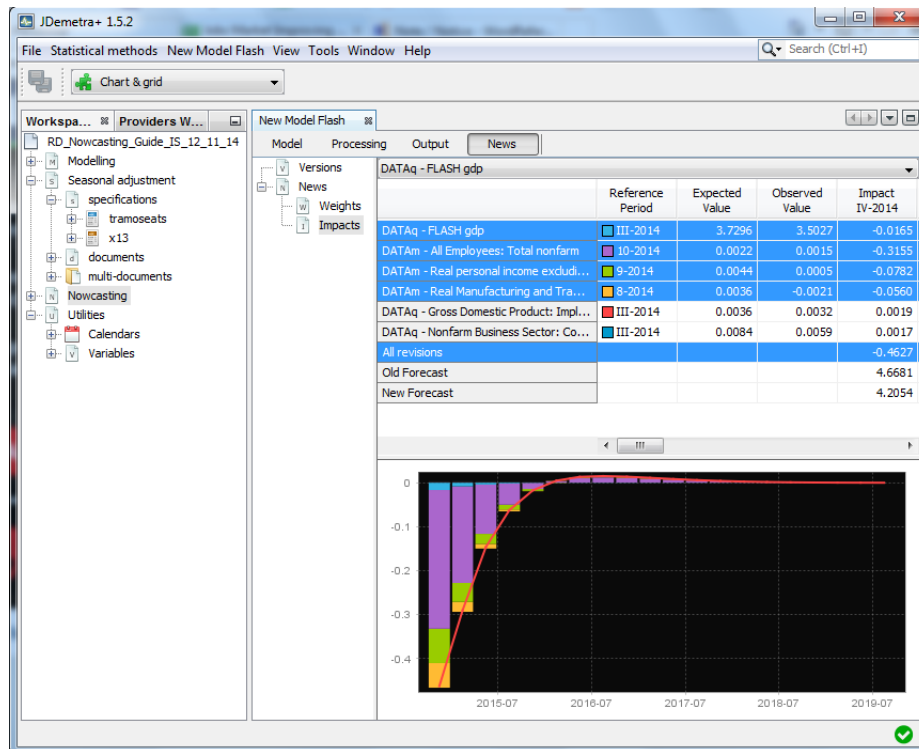 JDemetra+ 1.5.2
File Statistical methods New Model Flash View Tools Window Help
Search (Ctrl+I)
Chart & grid
Workspa... Providers W...
New Model Flash
RD_Nowcasting_Guide_IS_12_11_14
Modelling
Seasonal adjustment
specifications
tramoseats
x13
documents
multi-documents
Nowcasting
Utilities
Calendars
Variables
Model Processing Output News
Versions
News
Weights
Impacts
DATAq - FLASH gdp
Reference Period Expected Value Observed Value Impact IV-2014
DATAq - FLASH gdp III-2014 3.7296 3.5027 -0.0165
DATAm - All Employees: Total nonfarm 10-2014 0.0022 0.0015 -0.3155
DATAm - Real personal income excludi... 9-2014 0.0044 0.0005 -0.0782
DATAm - Real Manufacturing and Tra... 8-2014 0.0036 -0.0021 -0.0560
DATAq - Gross Domestic Product: Impl... III-2014 0.0036 0.0032 0.0019
DATAq - Nonfarm Business Sector: Co... III-2014 0.0084 0.0059 0.0017
All revisions -0.4627
Old Forecast 4.6681
New Forecast 4.2054
0
-0.1
-0.2
-0.3
-0.4
2015-07 2016-07 2017-07 2018-07 2019-07